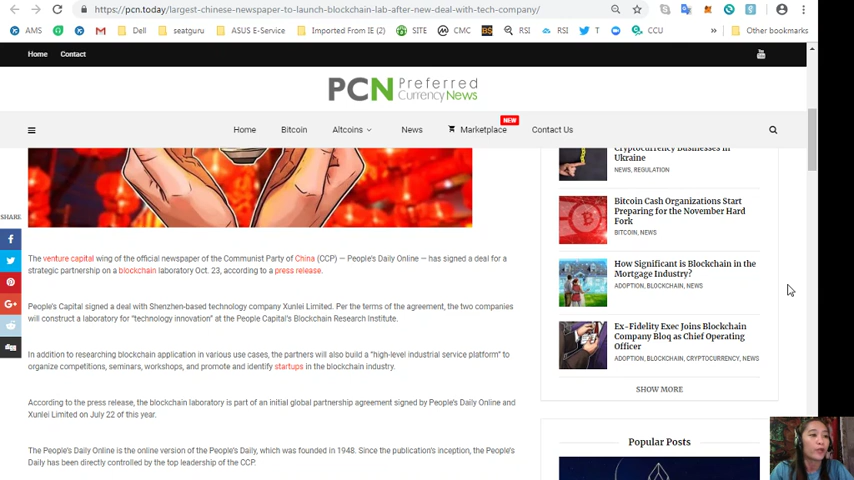 https://pcn.today/largest-chinese-newspaper-to-launch-blockchain-lab-after-new-deal-with-tech-company/
AMS
Dell
seatguru
ASUS E-Service
Imported From IE (2)
SITE
CMC
RSI
RSI
T
CCU
Other bookmarks
Home
Contact
PCN Preferred
CurrencyNews
NEW
Home
Bitcoin
Altcoins
News
Marketplace
Contact Us
SHARE
The venture capital wing of the official newspaper of the Communist Party of China (CCP) — People's Daily Online — has signed a deal for a
strategic partnership on a blockchain laboratory Oct. 23, according to a press release.
People's Capital signed a deal with Shenzhen-based technology company Xunlei Limited. Per the terms of the agreement, the two companies
will construct a laboratory for "technology innovation" at the People Capital's Blockchain Research Institute.
In addition to researching blockchain application in various use cases, the partners will also build a "high-level industrial service platform" to
organize competitions, seminars, workshops, and promote and identify startups in the blockchain industry.
According to the press release, the blockchain laboratory is part of an initial global partnership agreement signed by People's Daily Online and
Xunlei Limited on July 22 of this year.
The People's Daily Online is the online version of the People's Daily, which was founded in 1948. Since the publication's inception, the People's
Daily has been directly controlled by the top leadership of the CCP.
Cryptocurrency Businesses in
Ukraine
NEWS, REGULATION
Bitcoin Cash Organizations Start
Preparing for the November Hard
Fork
BITCOIN, NEWS
How Significant is Blockchain in the
Mortgage Industry?
ADOPTION, BLOCKCHAIN, NEWS
Ex-Fidelity Exec Joins Blockchain
Company Bloq as Chief Operating
Officer
ADOPTION, BLOCKCHAIN, CRYPTOCURRENCY, NEWS
SHOW MORE
Popular Posts